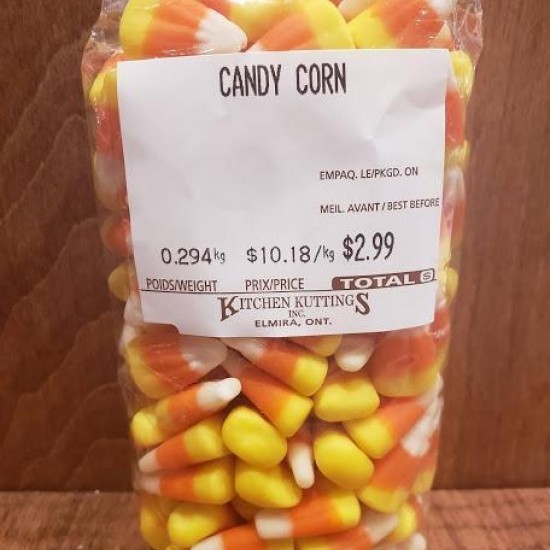 CANDY CORN
EMPAQ. LE/PKGD. ON
MEIL. AVANT / BEST BEFORE
0.294kg $10.18/kg $2.99
POIDS/WEIGHT PRIX/PRICE TOTAL S
KITCHEN KUTTINGS
INC.
ELMIRA, ONT.